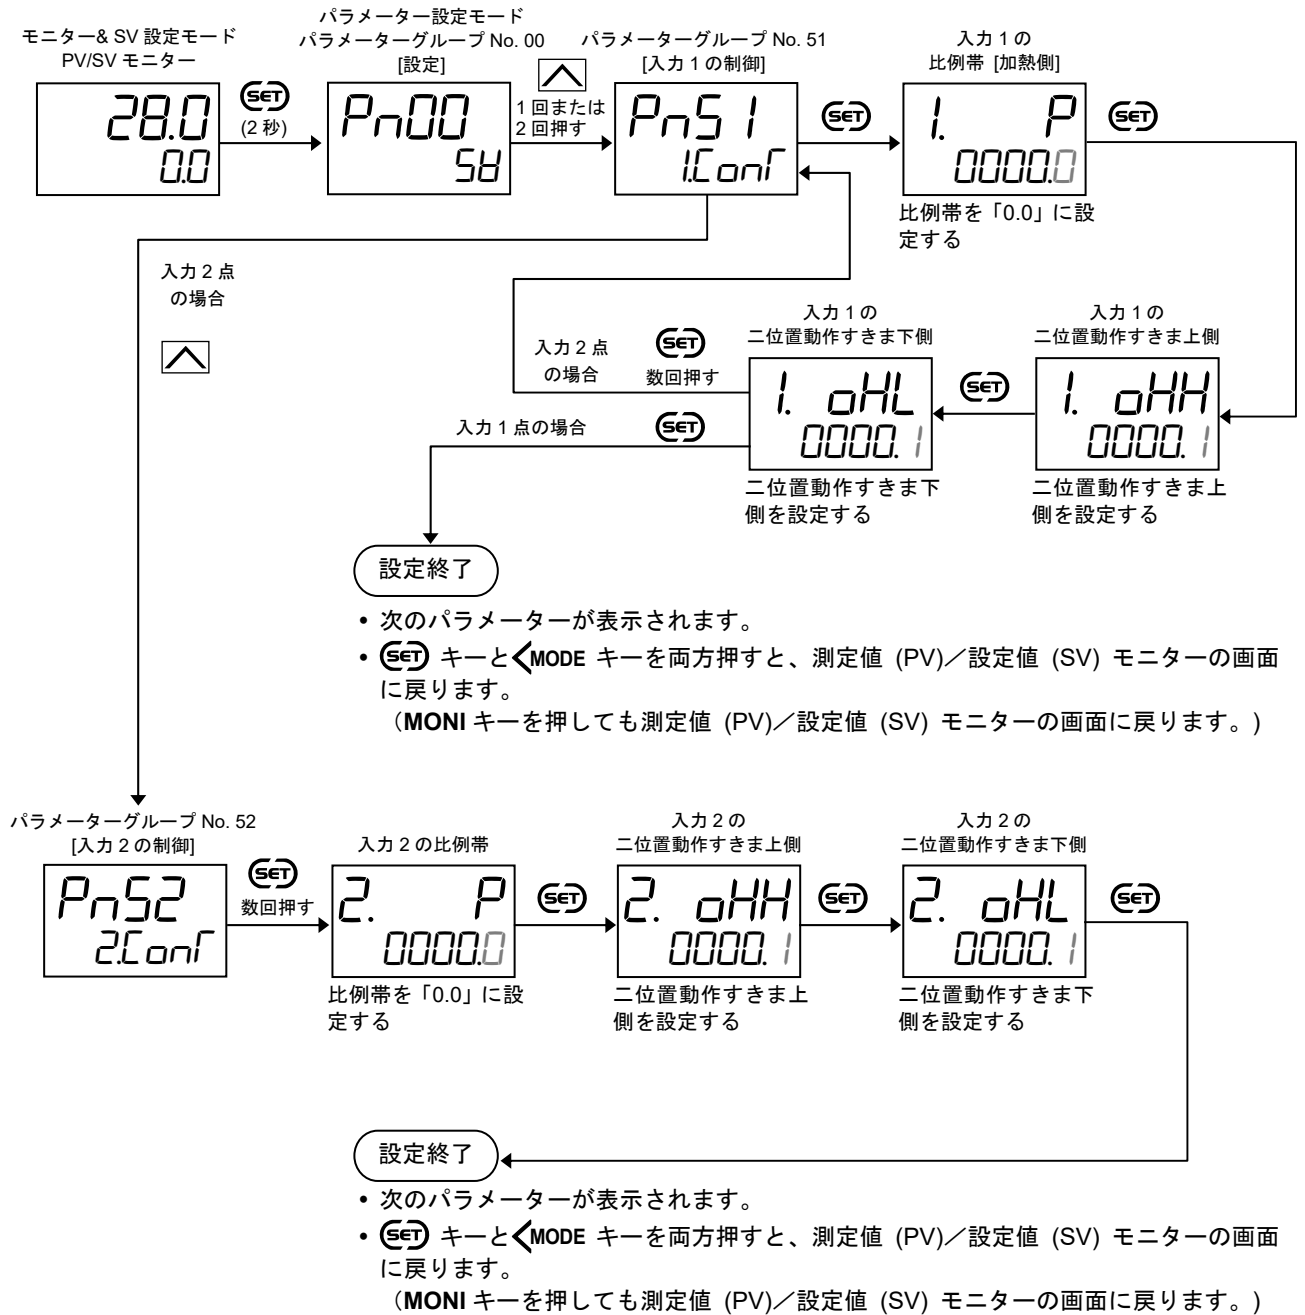 モニター& SV 設定モード
PV/SV モニター
28.0
0.0
SET
(2 秒)
パラメーター設定モード
パラメーターグループ No. 00
[設定]
Pn00
SV
1 回または
2 回押す
パラメーターグループ No. 51
[入力 1 の制御]
Pn51
1.ConT
SET
入力 1 の
比例帯 [加熱側]
1. P
0000.0
比例帯を「0.0」に設
定する
SET
入力 2 点
の場合
入力 2 点
の場合
SET
数回押す
入力 1 点の場合
SET
入力 1 の
二位置動作すきま下側
1. oHL
0000.1
二位置動作すきま下
側を設定する
SET
入力 1 の
二位置動作すきま上側
1. oHH
0000.1
二位置動作すきま上
側を設定する
設定終了
• 次のパラメーターが表示されます。
• SET キーと<MODE キーを両方押すと、測定値 (PV)/設定値 (SV) モニターの画面
に戻ります。
(MONI キーを押しても測定値 (PV)/設定値 (SV) モニターの画面に戻ります。)
パラメーターグループ No. 52
[入力 2 の制御]
Pn52
2.ConT
SET
数回押す
入力 2 の比例帯
2. P
0000.0
比例帯を「0.0」に設
定する
SET
入力 2 の
二位置動作すきま上側
2. oHH
0000.1
二位置動作すきま上
側を設定する
SET
入力 2 の
二位置動作すきま下側
2. oHL
0000.1
二位置動作すきま下
側を設定する
SET
設定終了
• 次のパラメーターが表示されます。
• SET キーと<MODE キーを両方押すと、測定値 (PV)/設定値 (SV) モニターの画面
に戻ります。
(MONI キーを押しても測定値 (PV)/設定値 (SV) モニターの画面に戻ります。)